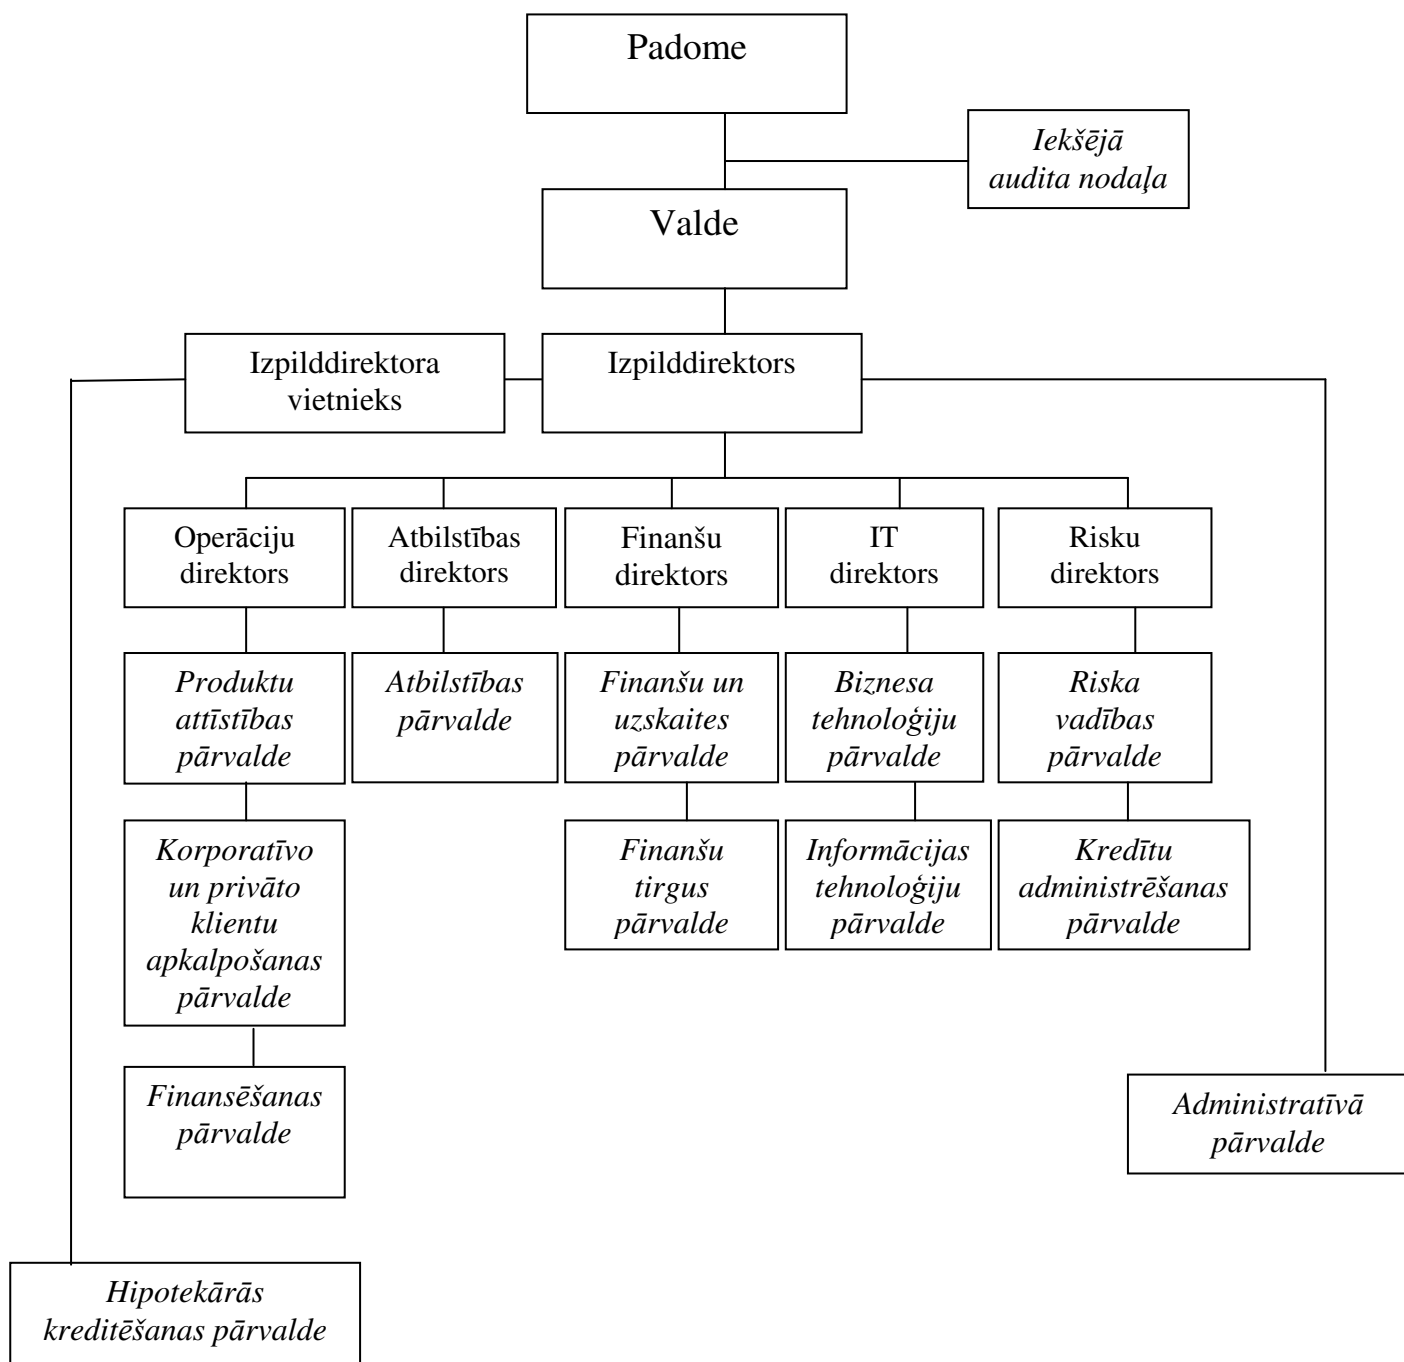 Padome
Iekšējā
audita nodaļa
Valde
Izpilddirektora
vietnieks
Izpilddirektors
Operāciju
direktors
Atbilstības
direktors
Finanšu
direktors
IT
direktors
Risku
direktors
Produktu
attīstības
pārvalde
Atbilstības
pārvalde
Finanšu un
uzskaites
pārvalde
Biznesa
tehnoloģiju
pārvalde
Riska
vadības
pārvalde
Korporatīvo
un privāto
klientu
apkalpošanas
pārvalde
Finanšu
tirgus
pārvalde
Informācijas
tehnoloģiju
pārvalde
Kredītu
administrēšanas
pārvalde
Finansēšanas
pārvalde
Administratīvā
pārvalde
Hipotekārās
kreditēšanas pārvalde